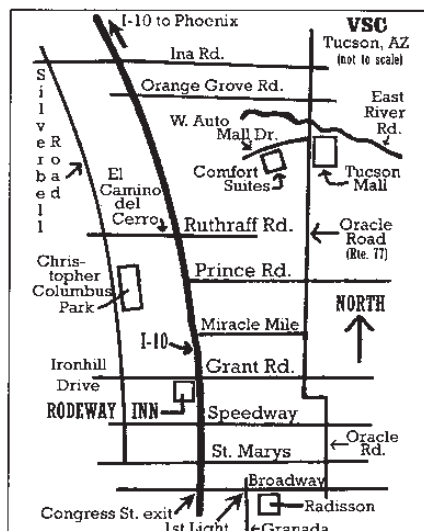 I-10 to Phoenix
VSC
Tucson, AZ
(not to scale)
Ina Rd.
Orange Grove Rd.
Silverbell Road
W. Auto
Mall Dr.
East
River
Rd.
El
Camino
del
Cerro
Comfort
Suites
Tucson
Mall
Ruthraff Rd.
Oracle
Road
(Rte. 77)
Chris-
topher
Columbus
Park
Prince Rd.
NORTH
Miracle Mile
I-10
Ironhill
Drive
Grant Rd.
RODEWAY INN
Speedway
Oracle
Rd.
St. Marys
Broadway
Radisson
Congress St. exit
1st Light
Granada